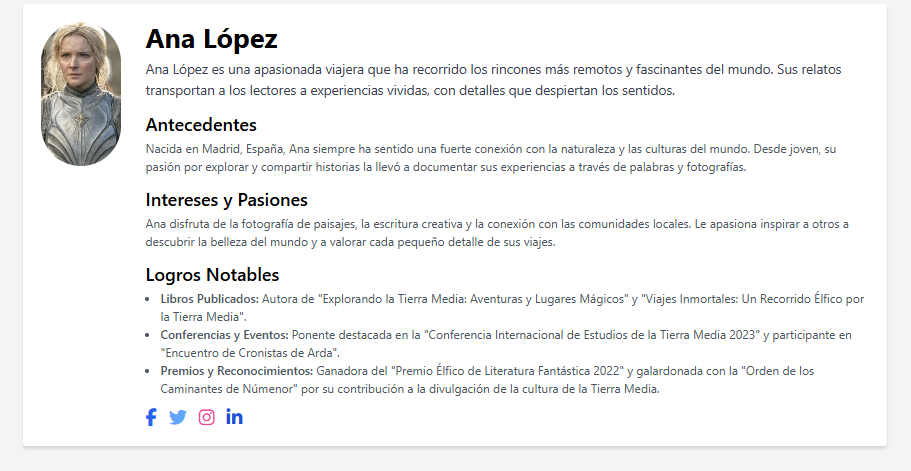 Ana López
Ana López es una apasionada viajera que ha recorrido los rincones más remotos y fascinantes del mundo. Sus relatos
transportan a los lectores a experiencias vividas, con detalles que despiertan los sentidos.
Antecedentes
Nacida en Madrid, España, Ana siempre ha sentido una fuerte conexión con la naturaleza y las culturas del mundo. Desde joven, su
pasión por explorar y compartir historias la llevó a documentar sus experiencias a través de palabras y fotografías.
Intereses y Pasiones
Ana disfruta de la fotografía de paisajes, la escritura creativa y la conexión con las comunidades locales. Le apasiona inspirar a otros a
descubrir la belleza del mundo y a valorar cada pequeño detalle de sus viajes.
Logros Notables
• Libros Publicados: Autora de "Explorando la Tierra Media: Aventuras y Lugares Mágicos" y "Viajes Inmortales: Un Recorrido Élfico por
la Tierra Media".
• Conferencias y Eventos: Ponente destacada en la "Conferencia Internacional de Estudios de la Tierra Media 2023" y participante en
"Encuentro de Cronistas de Arda".
• Premios y Reconocimientos: Ganadora del "Premio Élfico de Literatura Fantástica 2022" y galardonada con la "Orden de los
Caminantes de Númenor" por su contribución a la divulgación de la cultura de la Tierra Media.